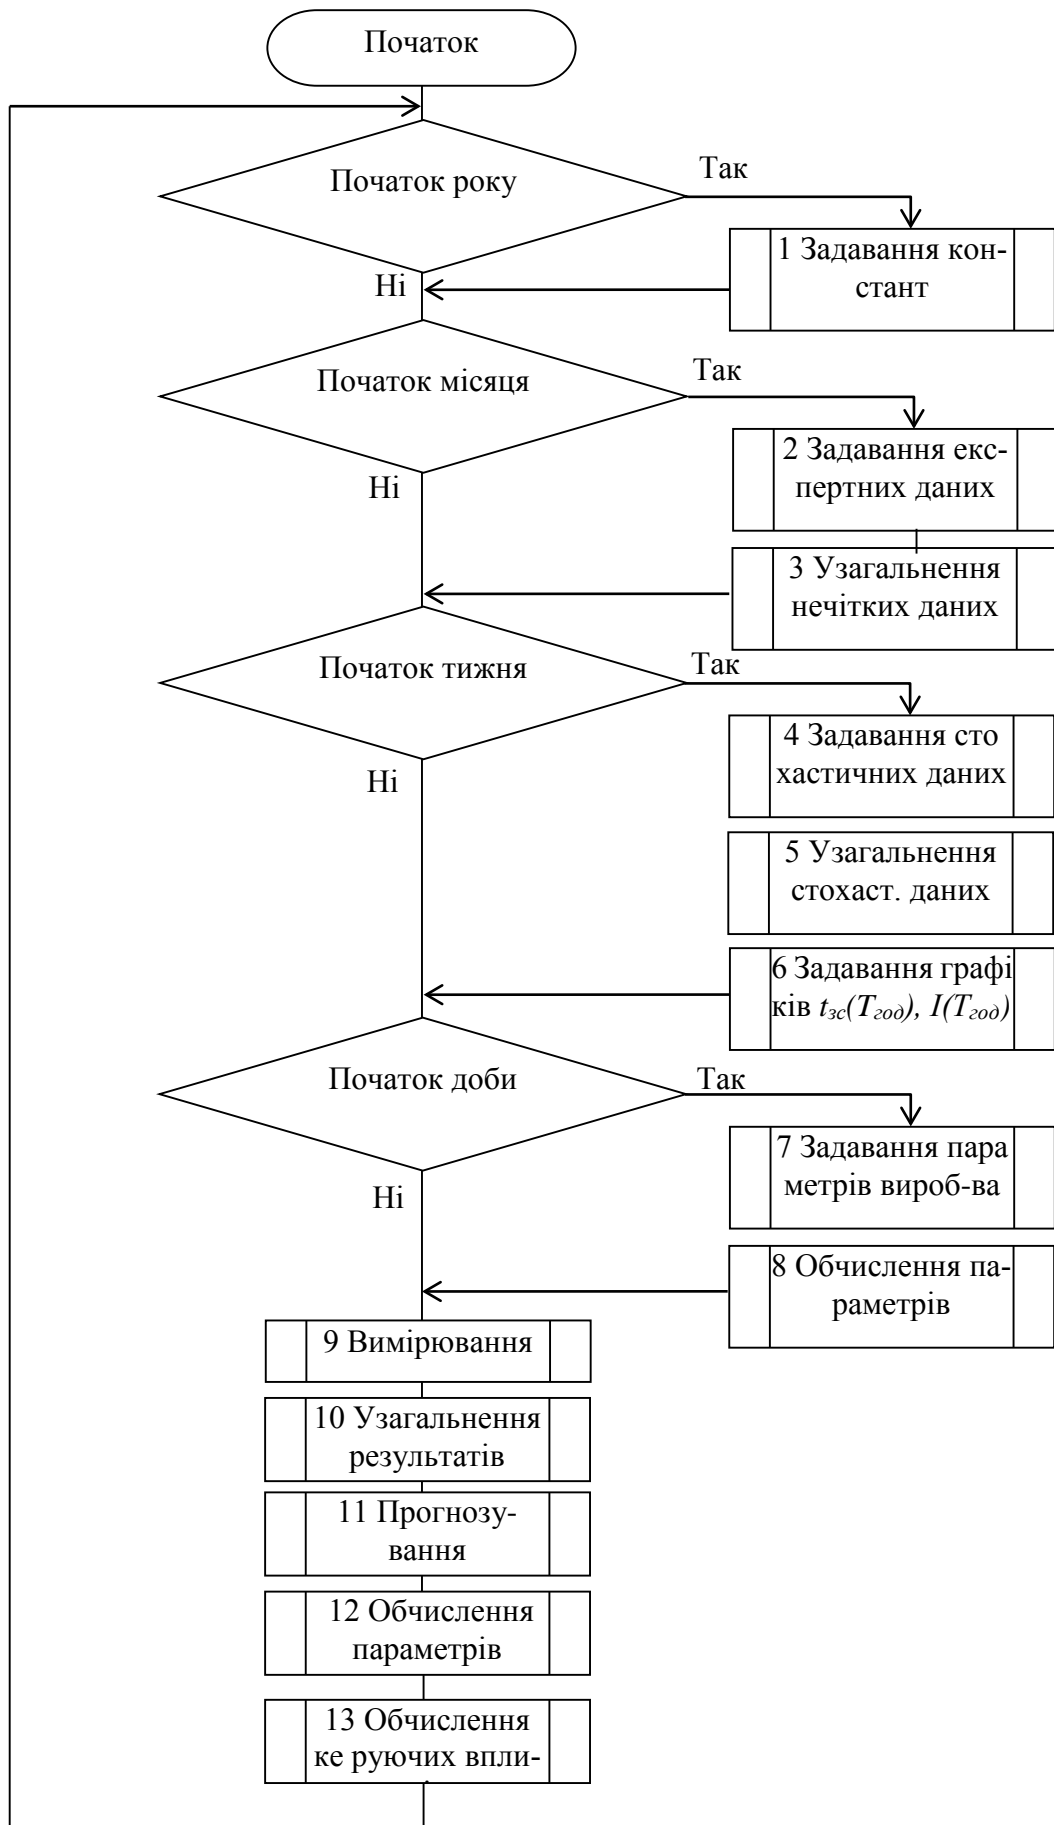 Початок
Початок року
Так
1 Задавання кон-
стант
Ні
Початок місяця
Так
2 Задавання екс-
пертних даних
Ні
3 Узагальнення
нечітких даних
Початок тижня
Так
4 Задавання сто
хастичних даних
Ні
5 Узагальнення
стохаст. даних
6 Задавання графі
ків tзс(Tгод), I(Tгод)
Початок доби
Так
7 Задавання пара
метрів вироб-ва
Ні
8 Обчислення па-
раметрів
9 Вимірювання
10 Узагальнення
результатів
11 Прогнозу-
вання
12 Обчислення
параметрів
13 Обчислення
ке руючих впли-